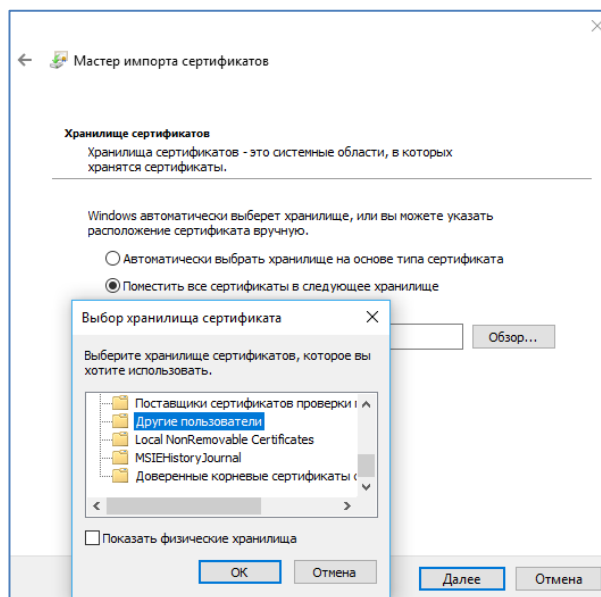 Мастер импорта сертификатов
Хранилище сертификатов
Хранилища сертификатов - это системные области, в которых
хранятся сертификаты.
Windows автоматически выберет хранилище, или вы можете указать
расположение сертификата вручную.
Автоматически выбрать хранилище на основе типа сертификата
Поместить все сертификаты в следующее хранилище
Обзор...
Выбор хранилища сертификата
Выберите хранилище сертификатов, которое вы
хотите использовать.
Поставщики сертификатов проверки
Другие пользователи
Local NonRemovable Certificates
MSIEHistoryJournal
Доверенные корневые сертификаты
Показать физические хранилища
ОК Отмена
Далее Отмена